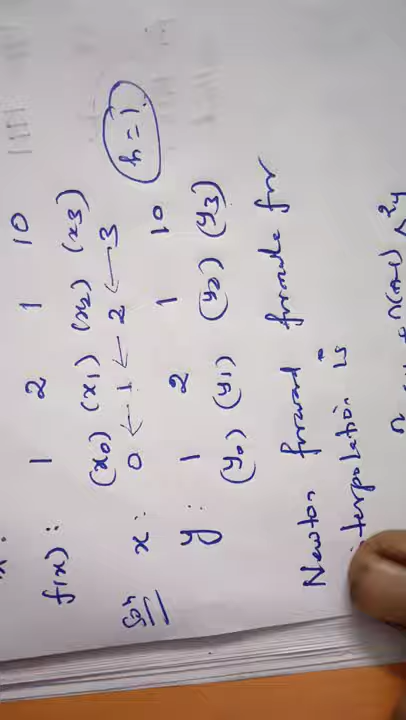 f(x) : 1 2 1 10
(x0) (x1) (x2) (x3)
Soln x : 0 ← 1 ← 2 ← 3 h=1
y : 1 2 1 10
(y0) (y1) (y2) (y3)
Newton forward formula for
interpolation is